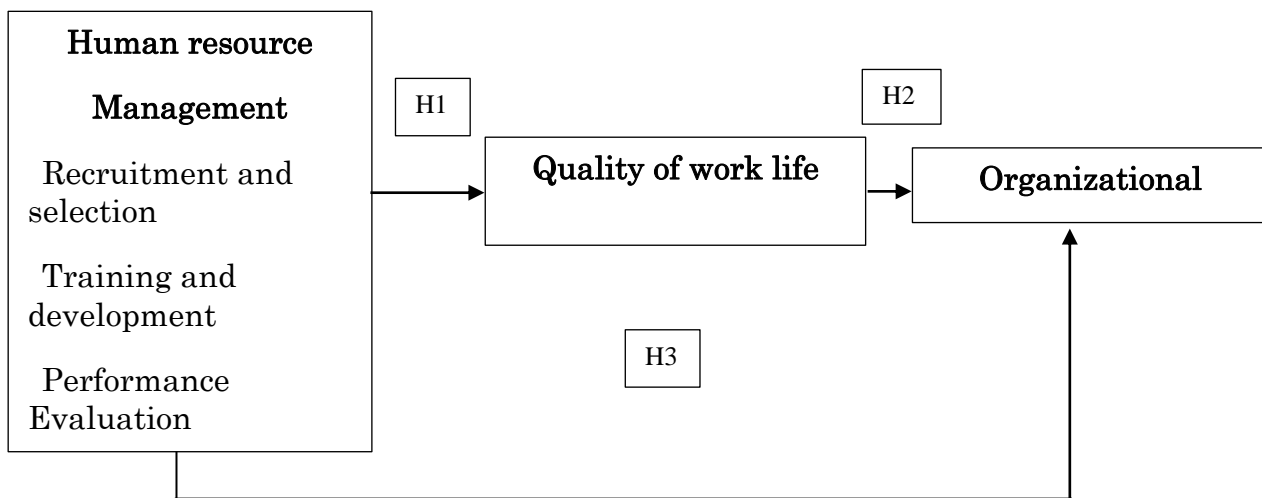 Human resource
Management
Recruitment and
selection
Training and
development
Performance
Evaluation
H1
Quality of work life
H2
Organizational
H3